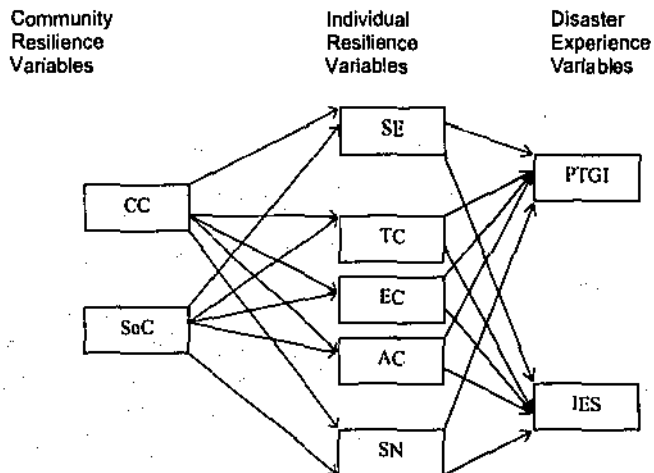 Community
Resilience
Variables
Individual
Resilience
Variables
Disaster
Experience
Variables
SE
PTGI
CC
TC
EC
SoC
AC
IES
SN